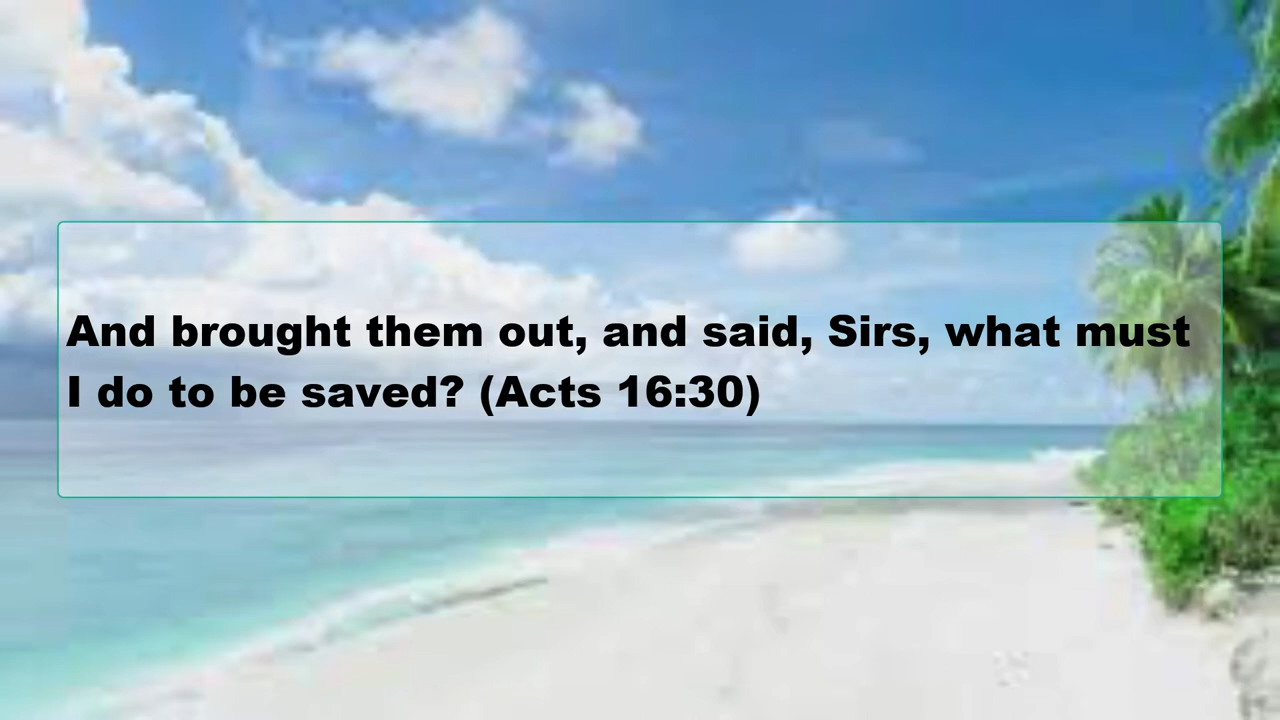 And brought them out, and said, Sirs, what must
I do to be saved? (Acts 16:30)